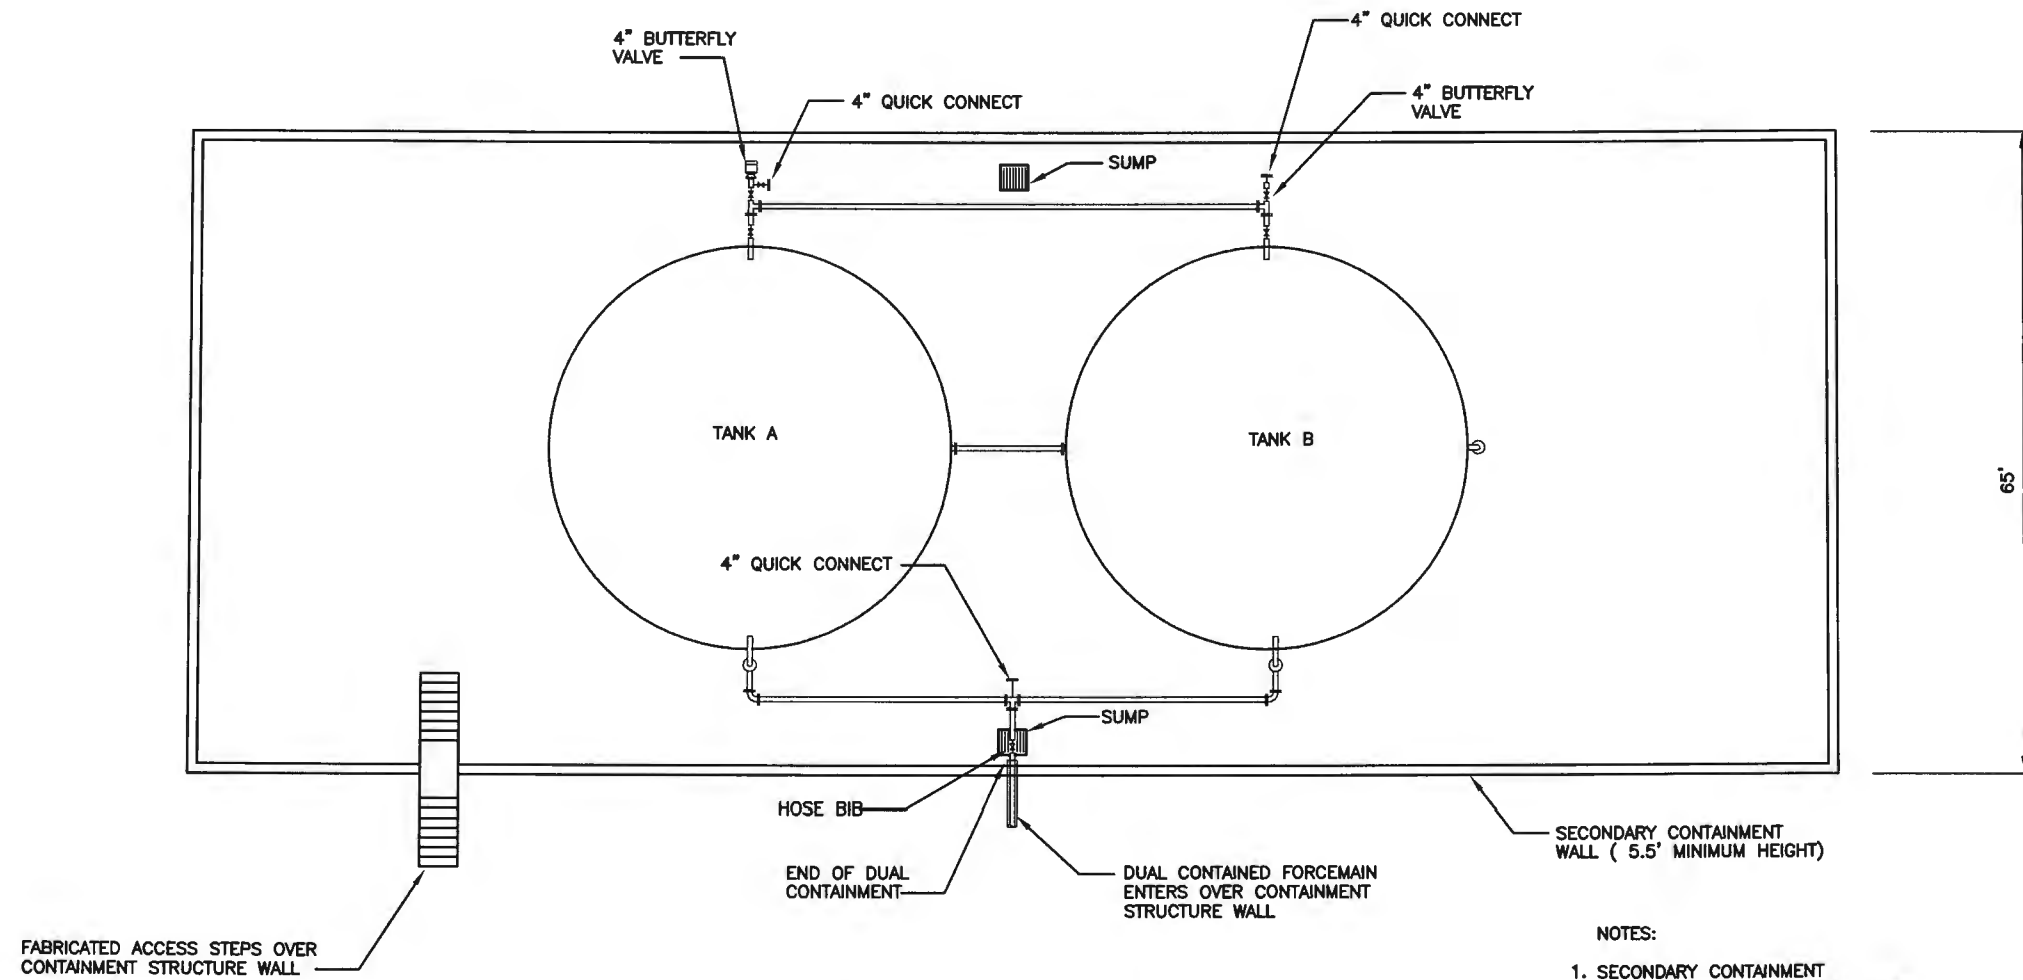 4" QUICK CONNECT
4" BUTTERFLY
VALVE
4" QUICK CONNECT
4" BUTTERFLY
VALVE
SUMP
TANK A
TANK B
65'
4" QUICK CONNECT
SUMP
HOSE BIB
SECONDARY CONTAINMENT
WALL ( 5.5' MINIMUM HEIGHT)
END OF DUAL
CONTAINMENT
DUAL CONTAINED FORCEMAIN
ENTERS OVER CONTAINMENT
STRUCTURE WALL
NOTES:
FABRICATED ACCESS STEPS OVER
CONTAINMENT STRUCTURE WALL
1. SECONDARY CONTAINMENT